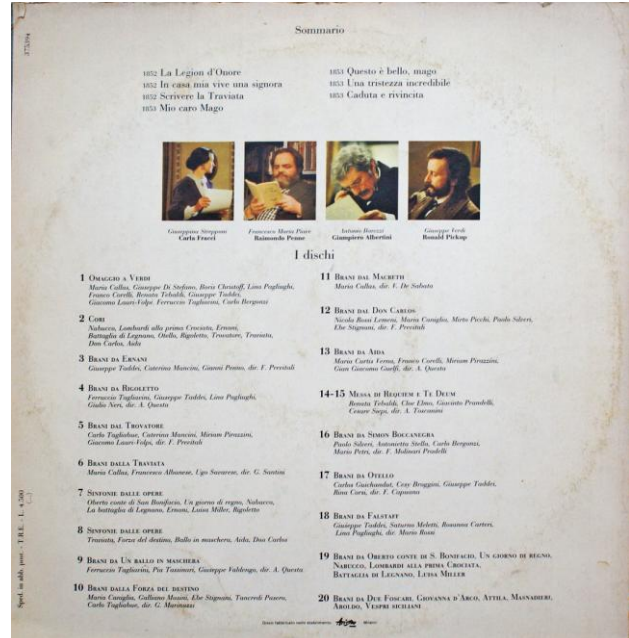 Sommario
375394
1852 La Legion d'Onore
1852 In casa mia vive una signora
1852 Scrivere la Traviata
1853 Mio caro Mago
1853 Questo è bello, mago
1853 Una tristezza incredibile
1853 Caduta e rivincita
Giuseppina Strepponi
Carla Fracci
Francesco Maria Piave
Raimondo Penne
Antonio Barezzi
Giampiero Albertini
Giuseppe Verdi
Ronald Pickup
I dischi
1 Omaggio a Verdi
Maria Callas, Giuseppe Di Stefano, Boris Christoff, Lina Pagliughi,
Franco Corelli, Renata Tebaldi, Giuseppe Taddei,
Giacomo Lauri-Volpi, Ferruccio Tagliavini, Carlo Bergonzi
2 Cori
Nabucco, Lombardi alla prima Crociata, Ernani,
Battaglia di Legnano, Otello, Rigoletto, Trovatore, Traviata,
Don Carlos, Aida
3 Brani da Ernani
Giuseppe Taddei, Caterina Mancini, Gianni Poggi, dir. F. Previtali
4 Brani da Rigoletto
Ferruccio Tagliavini, Giuseppe Taddei, Lina Pagliughi,
Giulio Neri, dir. A. Questa
5 Brani dal Trovatore
Carlo Tagliabue, Caterina Mancini, Miriam Pirazzini,
Giacomo Lauri-Volpi, dir. F. Previtali
6 Brani dalla Traviata
Maria Callas, Francesco Albanese, Ugo Savarese, dir. G. Santini
7 Sinfonie dalle opere
Oberto conte di San Bonifacio, Un giorno di regno, Nabucco,
La battaglia di Legnano, Ernani, Luisa Miller, Rigoletto
8 Sinfonie dalle opere
Traviata, Forza del destino, Ballo in maschera, Aida, Don Carlos
9 Brani da Un ballo in maschera
Ferruccio Tagliavini, Pia Tassinari, Giuseppe Valdengo, dir. A. Questa
10 Brani dalla Forza del destino
Maria Caniglia, Galliano Masini, Ebe Stignani, Tancredi Pasero,
Carlo Tagliabue, dir. G. Marinuzzi
11 Brani dal Macbeth
Maria Callas, dir. V. De Sabata
12 Brani dal Don Carlos
Nicola Rossi Lemeni, Maria Caniglia, Mirto Picchi, Paolo Silveri,
Ebe Stignani, dir. F. Previtali
13 Brani da Aida
Maria Curtis Verna, Franco Corelli, Miriam Pirazzini,
Gian Giacomo Guelfi, dir. A. Questa
14-15 Messa di Requiem e Te Deum
Renata Tebaldi, Cloe Elmo, Giacinto Prandelli,
Cesare Siepi, dir. A. Toscanini
16 Brani da Simon Boccanegra
Paolo Silveri, Antonietta Stella, Carlo Bergonzi,
Mario Petri, dir. F. Molinari Pradelli
17 Brani da Otello
Carlos Guichandut, Cesy Broggini, Giuseppe Taddei,
Rina Corsi, dir. F. Capuana
18 Brani da Falstaff
Giuseppe Taddei, Saturno Meletti, Rosanna Carteri,
Lina Pagliughi, dir. Mario Rossi
19 Brani da Oberto conte di S. Bonifacio, Un giorno di regno,
Nabucco, Lombardi alla prima Crociata,
Battaglia di Legnano, Luisa Miller
20 Brani da Due Foscari, Giovanna d'Arco, Attila, Masnadieri,
Aroldo, Vespri siciliani
Sped. in abb. post. - T.R.E. - L. 4.500